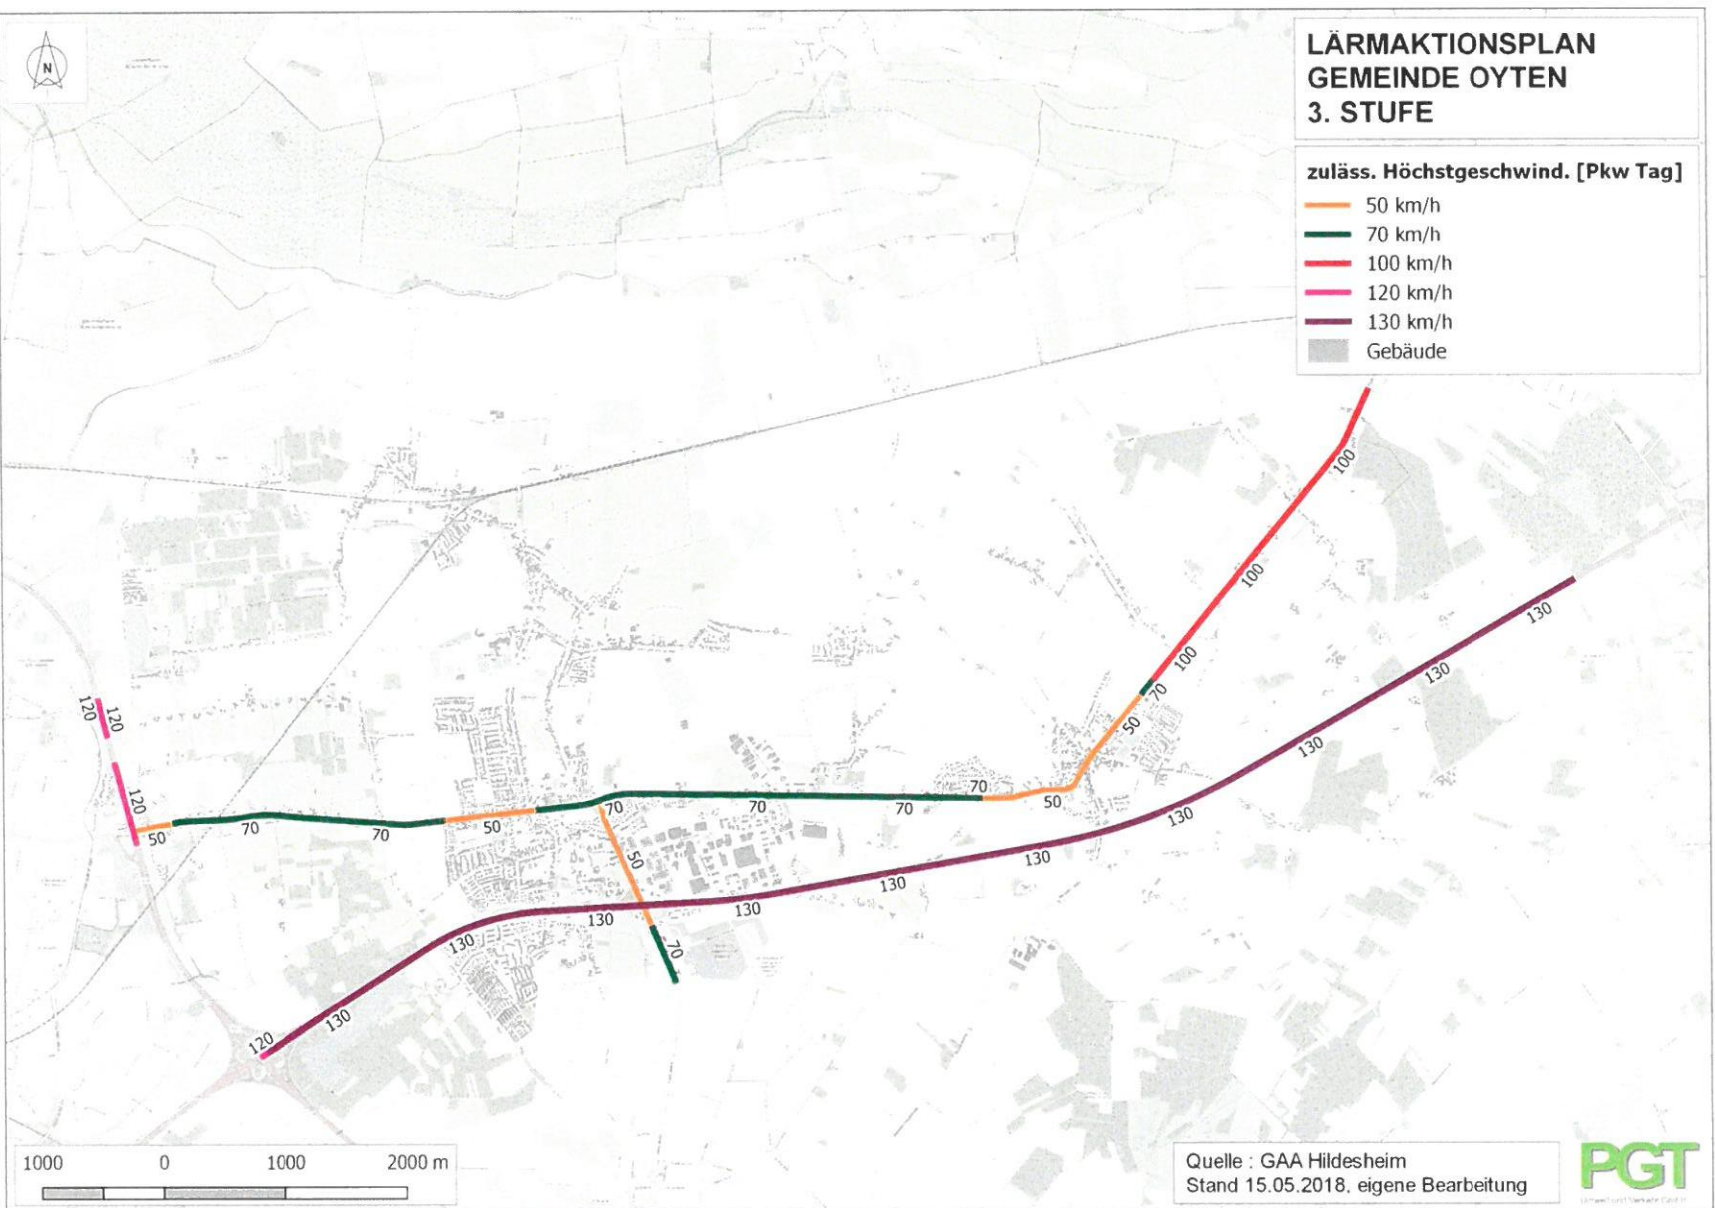 N
LÄRMAKTIONSPLAN
GEMEINDE OYTEN
3. STUFE
zuläss. Höchstgeschwind. [Pkw Tag]
50 km/h
70 km/h
100 km/h
120 km/h
130 km/h
Gebäude
100
100
130
100
130
70
120
120
50
130
120
70
50
70
70
50
70
70
70
50
130
50
130
130
130
130
130
70
130
120
1000 0 1000 2000 m
Quelle : GAA Hildesheim
Stand 15.05.2018, eigene Bearbeitung
PGT